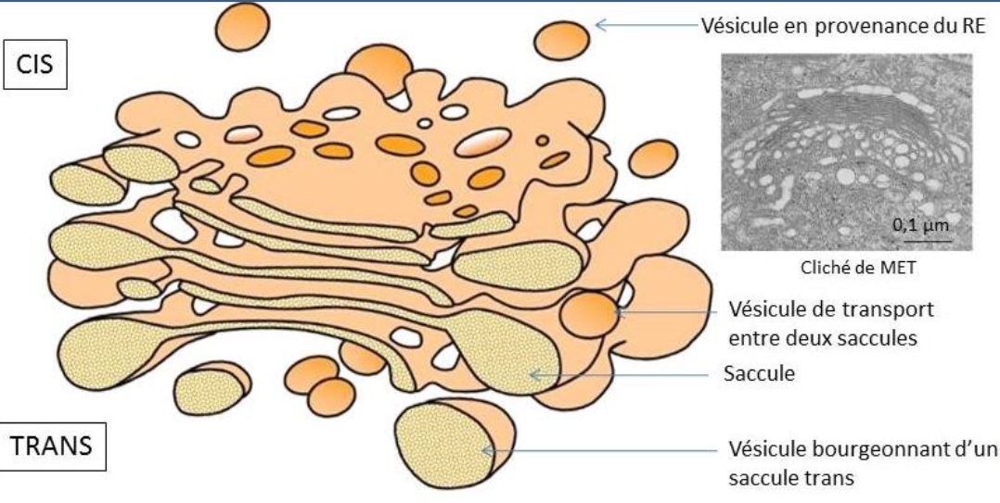 Vésicule en provenance du RE
CIS
0,1 µm
Cliché de MET
Vésicule de transport
entre deux saccules
Saccule
TRANS
Vésicule bourgeonnant d'un
saccule trans